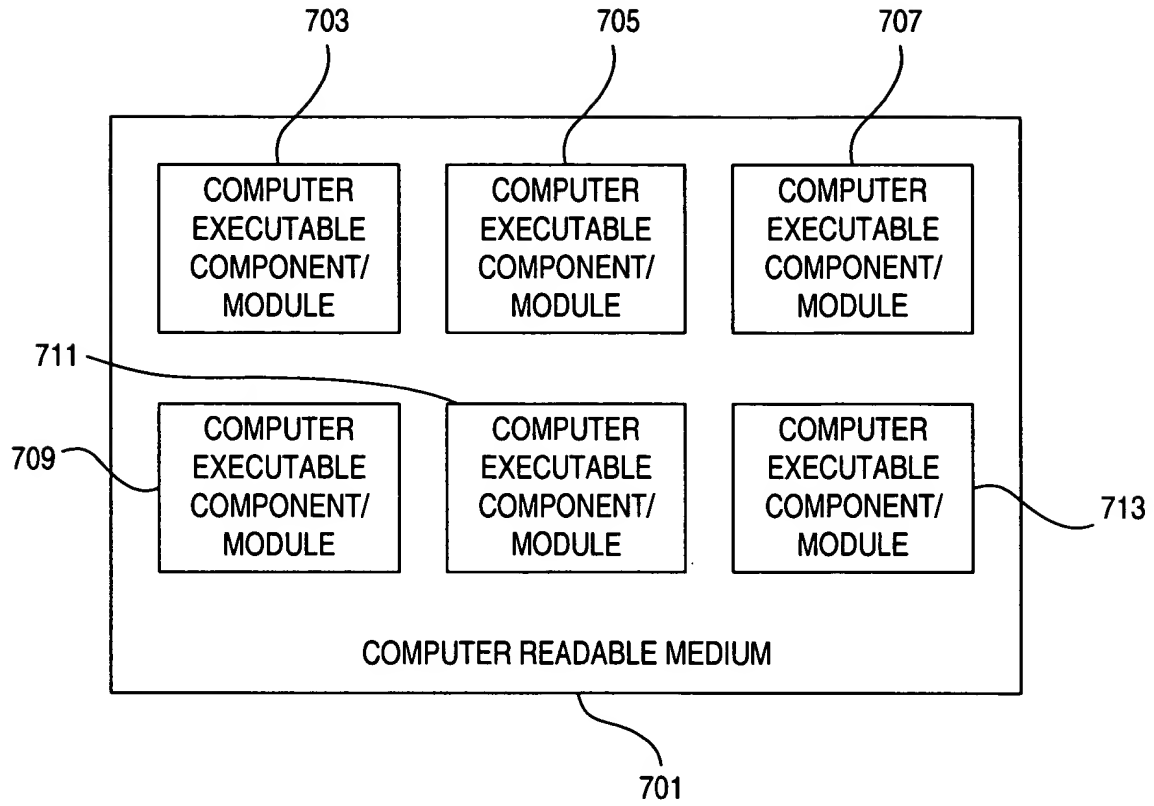 703
705
707
COMPUTER
EXECUTABLE
COMPONENT/
MODULE
COMPUTER
EXECUTABLE
COMPONENT/
MODULE
COMPUTER
EXECUTABLE
COMPONENT/
MODULE
711
709
COMPUTER
EXECUTABLE
COMPONENT/
MODULE
COMPUTER
EXECUTABLE
COMPONENT/
MODULE
COMPUTER
EXECUTABLE
COMPONENT/
MODULE
713
COMPUTER READABLE MEDIUM
701